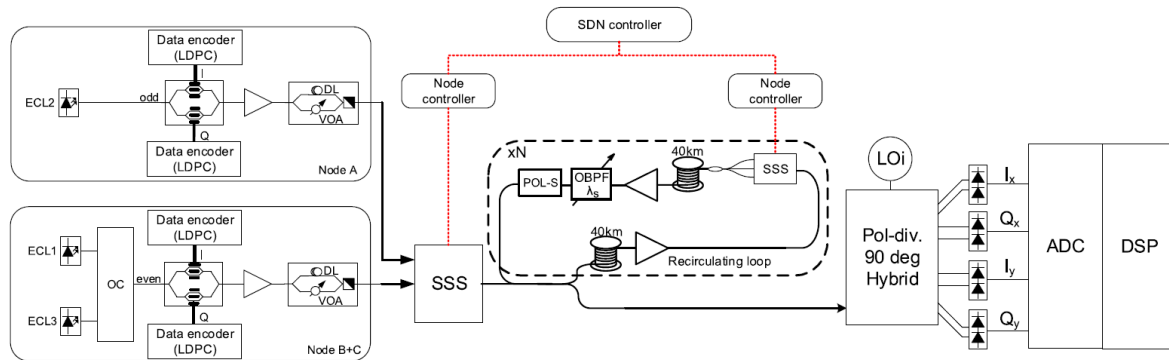 SDN controller
Node
controller
Node
controller
Data encoder
(LDPC)
I
ECL2
odd
DL
VOA
Q
Data encoder
(LDPC)
Node A
Data encoder
(LDPC)
I
ECL1
OC
even
DL
VOA
ECL3
Q
Data encoder
(LDPC)
Node B+C
SSS
xN
POL-S
OBPF
λs
40km
SSS
40km
Recirculating loop
LOi
Pol-div.
90 deg
Hybrid
Ix
Qx
Iy
Qy
ADC
DSP